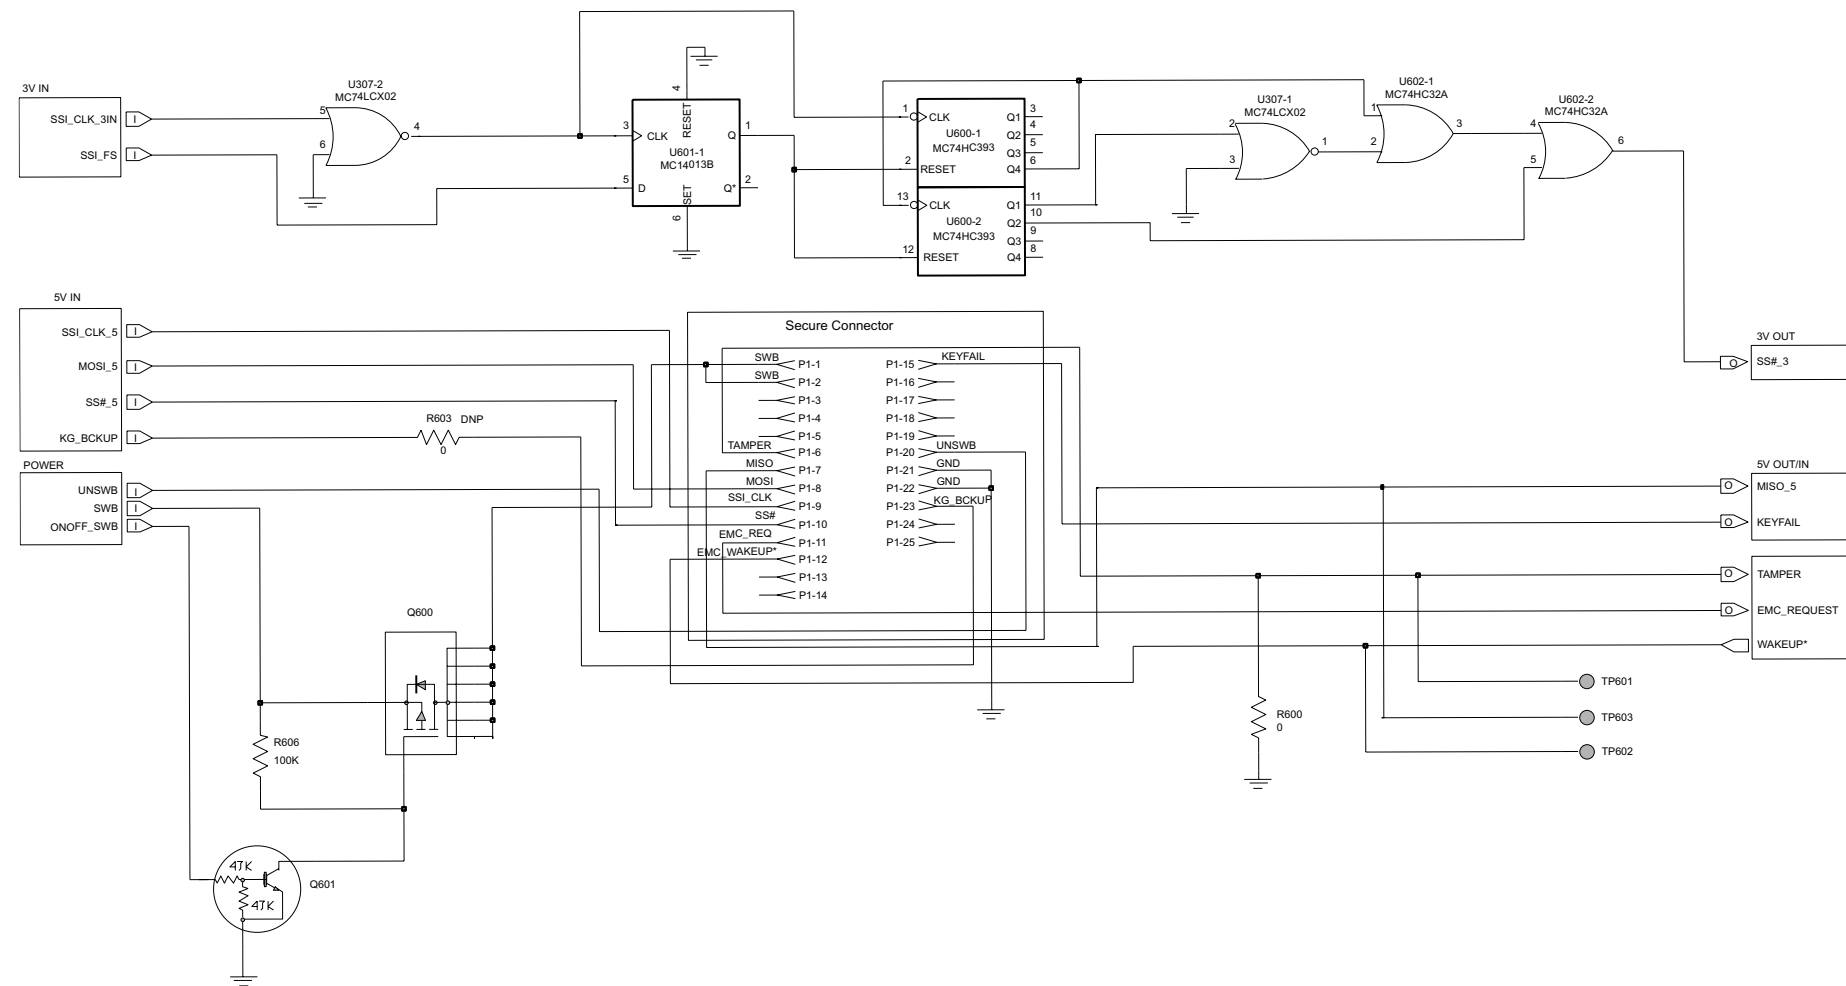 3V IN
SSI_CLK_3IN
I
SSI_FS
I
U307-2
MC74LCX02
5
6
4
4
RESET
3
CLK
Q
1
U601-1
MC14013B
5
D
Q*
2
SET
6
1
CLK
Q1
3
U600-1
Q2
4
MC74HC393
Q3
5
2
RESET
Q4
6
13
CLK
Q1
11
U600-2
Q2
10
MC74HC393
Q3
9
12
RESET
Q4
8
U307-1
MC74LCX02
2
3
1
U602-1
MC74HC32A
1
2
3
U602-2
MC74HC32A
4
5
6
3V OUT
O
SS#_3
5V IN
SSI_CLK_5
I
MOSI_5
I
SS#_5
I
KG_BCKUP
I
R603 DNP
0
POWER
UNSWB
I
SWB
I
ONOFF_SWB
I
Secure Connector
SWB
P1-1
SWB
P1-2
P1-3
P1-4
P1-5
TAMPER
P1-6
MISO
P1-7
MOSI
P1-8
SSI_CLK
P1-9
SS#
P1-10
EMC_REQ
P1-11
EMC_WAKEUP*
P1-12
P1-13
P1-14
P1-15
KEYFAIL
P1-16
P1-17
P1-18
P1-19
P1-20
UNSWB
P1-21
GND
P1-22
GND
P1-23
KG_BCKUP
P1-24
P1-25
5V OUT/IN
O
MISO_5
O
KEYFAIL
O
TAMPER
O
EMC_REQUEST
WAKEUP*
TP601
TP603
TP602
R600
0
Q600
R606
100K
47K
47K
Q601